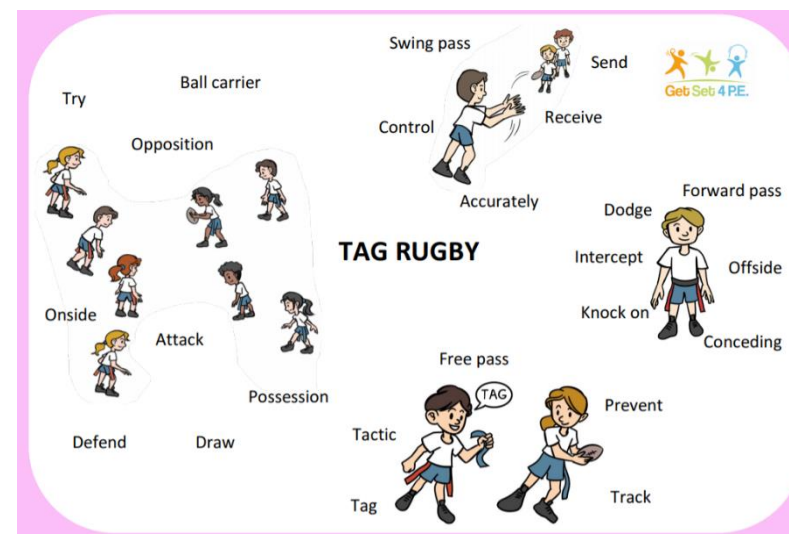 Swing pass
Send
Get Set 4 P.E.
Ball carrier
Try
Control
Receive
Opposition
Accurately
Forward pass
Dodge
TAG RUGBY
Intercept
Offside
Onside
Knock on
Attack
Conceding
Free pass
Possession
TAG
Prevent
Defend
Draw
Tactic
Tag
Track